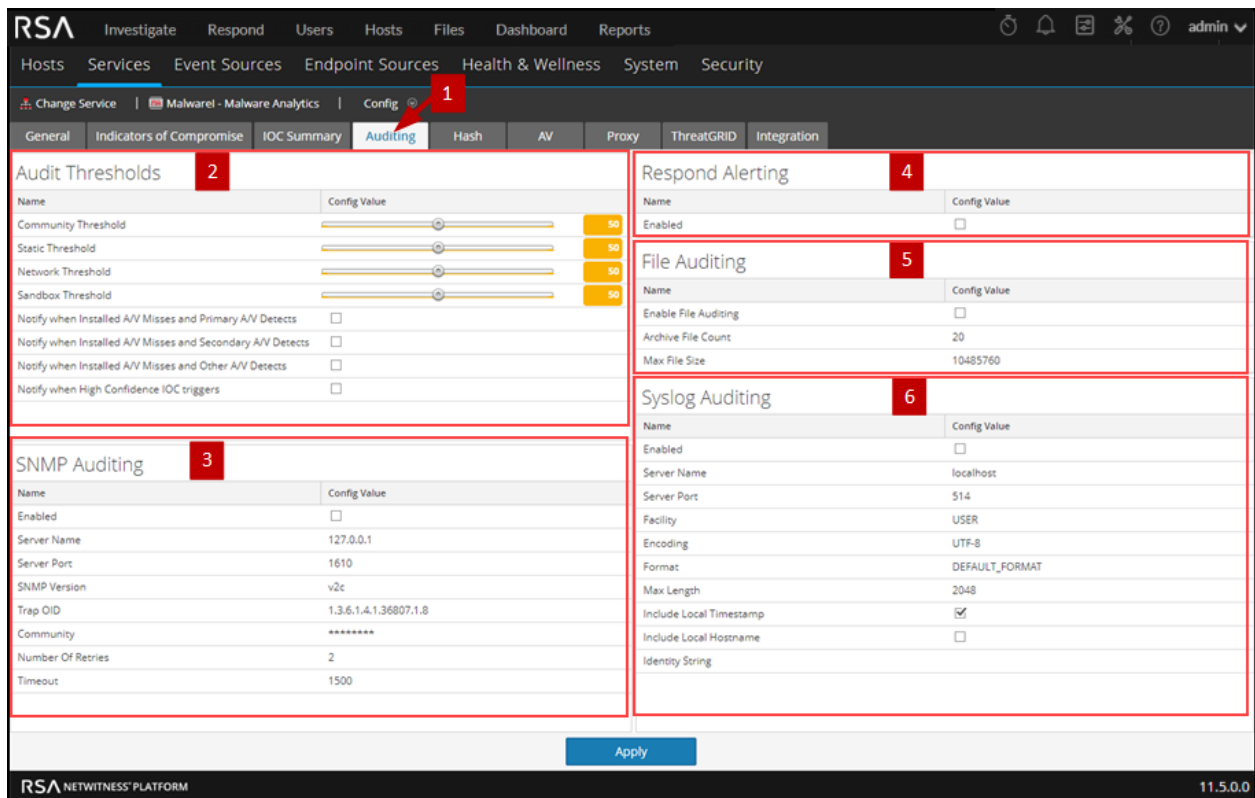 RSA Investigate Respond Users Hosts Files Dashboard Reports admin
Hosts Services Event Sources Endpoint Sources Health & Wellness System Security
Change Service | Malwarel - Malware Analytics | Config
1
General Indicators of Compromise IOC Summary Auditing Hash AV Proxy ThreatGRID Integration
Audit Thresholds 2
Name Config Value
Community Threshold 50
Static Threshold 50
Network Threshold 50
Sandbox Threshold 50
Notify when Installed A/V Misses and Primary A/V Detects
Notify when Installed A/V Misses and Secondary A/V Detects
Notify when Installed A/V Misses and Other A/V Detects
Notify when High Confidence IOC triggers
SNMP Auditing 3
Name Config Value
Enabled
Server Name 127.0.0.1
Server Port 1610
SNMP Version v2c
Trap OID 1.3.6.1.4.1.36807.1.8
Community ********
Number Of Retries 2
Timeout 1500
Respond Alerting 4
Name Config Value
Enabled
File Auditing 5
Name Config Value
Enable File Auditing
Archive File Count 20
Max File Size 10485760
Syslog Auditing 6
Name Config Value
Enabled
Server Name localhost
Server Port 514
Facility USER
Encoding UTF-8
Format DEFAULT_FORMAT
Max Length 2048
Include Local Timestamp
Include Local Hostname
Identity String
Apply
RSA NETWITNESS® PLATFORM 11.5.0.0